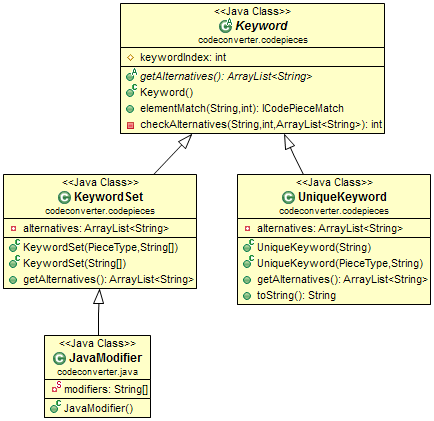 <<Java Class>>
Keyword
codeconverter.codepieces
keywordIndex: int
getAlternatives(): ArrayList<String>
Keyword()
elementMatch(String,int): ICodePieceMatch
checkAlternatives(String,int,ArrayList<String>): int
<<Java Class>>
KeywordSet
codeconverter.codepieces
alternatives: ArrayList<String>
KeywordSet(PieceType,String[])
KeywordSet(String[])
getAlternatives(): ArrayList<String>
<<Java Class>>
UniqueKeyword
codeconverter.codepieces
alternatives: ArrayList<String>
UniqueKeyword(String)
UniqueKeyword(PieceType,String)
getAlternatives(): ArrayList<String>
toString(): String
<<Java Class>>
JavaModifier
codeconverter.java
modifiers: String[]
JavaModifier()